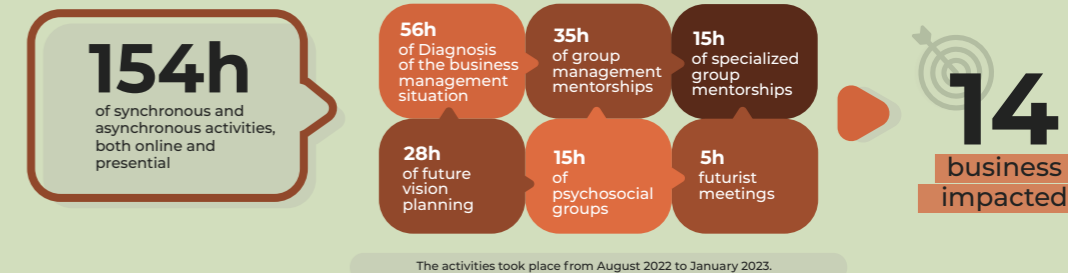 154h
of synchronous and
asynchronous activities,
both online and
presential
56h
of Diagnosis
of the business
management
situation
35h
of group
management
mentorships
15h
of specialized
group
mentorships
28h
of future
vision
planning
15h
of
psychosocial
groups
5h
futurist
meetings
14
business
impacted
The activities took place from August 2022 to January 2023.